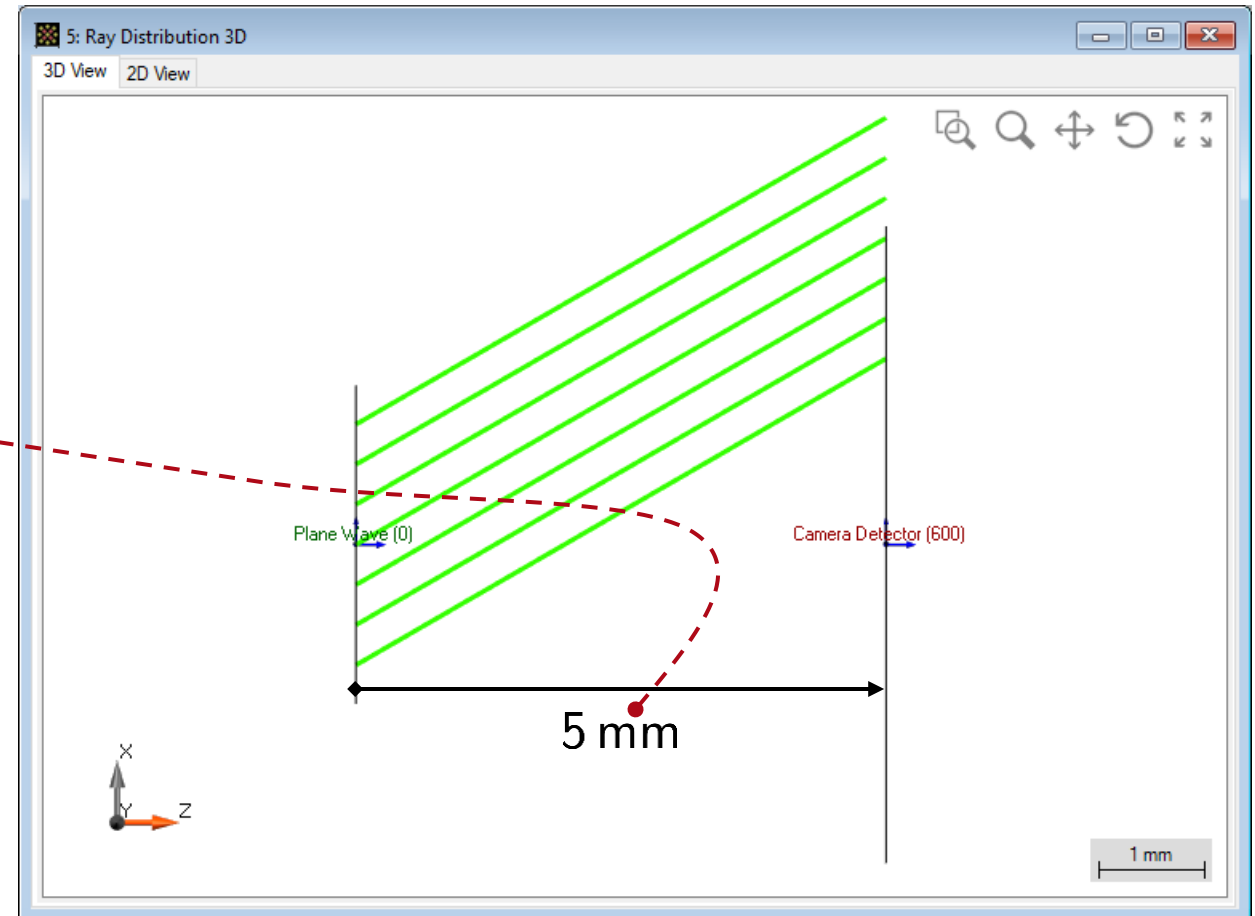 5: Ray Distribution 3D
3D View 2D View
Plane Wave (0)
Camera Detector (600)
5 mm
X
Y Z
1 mm